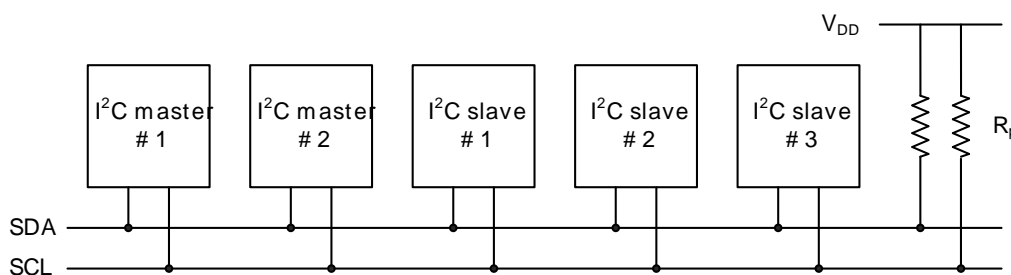 V_DD
I²C master
# 1
I²C master
# 2
I²C slave
# 1
I²C slave
# 2
I²C slave
# 3
SDA
SCL